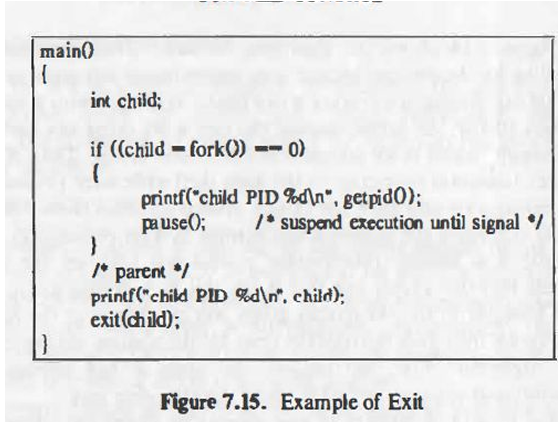 main()
{
int child;
if ((child = fork()) == 0)
{
printf("child PID %d\n", getpid());
pause(); /* suspend execution until signal */
}
/* parent */
printf("child PID %d\n", child);
exit(child);
}
Figure 7.15. Example of Exit